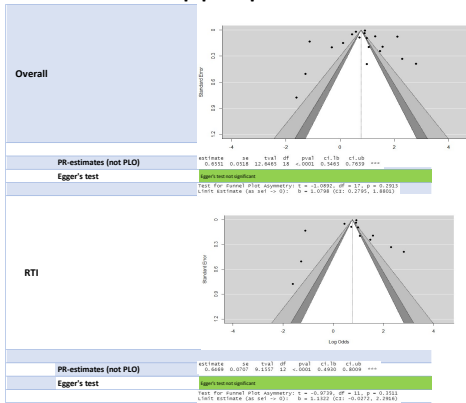 Overall
Standard Error
0
0.3
0.6
0.9
1.2
-4 -2 0 2 4
PR-estimates (not PLO)
estimate se tval df pval ci.lb ci.ub
0.6551 0.0518 12.6463 18 <.0001 0.5463 0.7639 ***
Egger's test
Egger's test not significant
Test for Funnel Plot Asymmetry: t = -1.0892, df = 17, p = 0.2913
Limit Estimate (as sei -> 0): b = 1.0798 (CI: 0.2795, 1.8801)
RTI
Standard Error
0
0.3
0.6
0.9
1.2
-4 -2 0 2 4
Log Odds
PR-estimates (not PLO)
estimate se tval df pval ci.lb ci.ub
0.6469 0.0707 9.1557 12 <.0001 0.4930 0.8009 ***
Egger's test
Egger's test not significant
Test for Funnel Plot Asymmetry: t = -0.9739, df = 11, p = 0.3511
Limit Estimate (as sei -> 0): b = 1.1322 (CI: -0.0272, 2.2916)